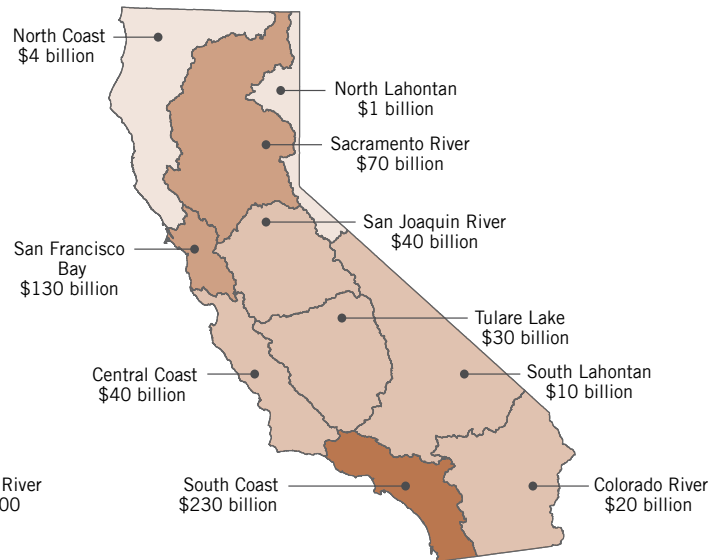 North Coast
$4 billion
North Lahontan
$1 billion
Sacramento River
$70 billion
San Joaquin River
$40 billion
San Francisco
Bay
$130 billion
Tulare Lake
$30 billion
Central Coast
$40 billion
South Lahontan
$10 billion
River
00
South Coast
$230 billion
Colorado River
$20 billion